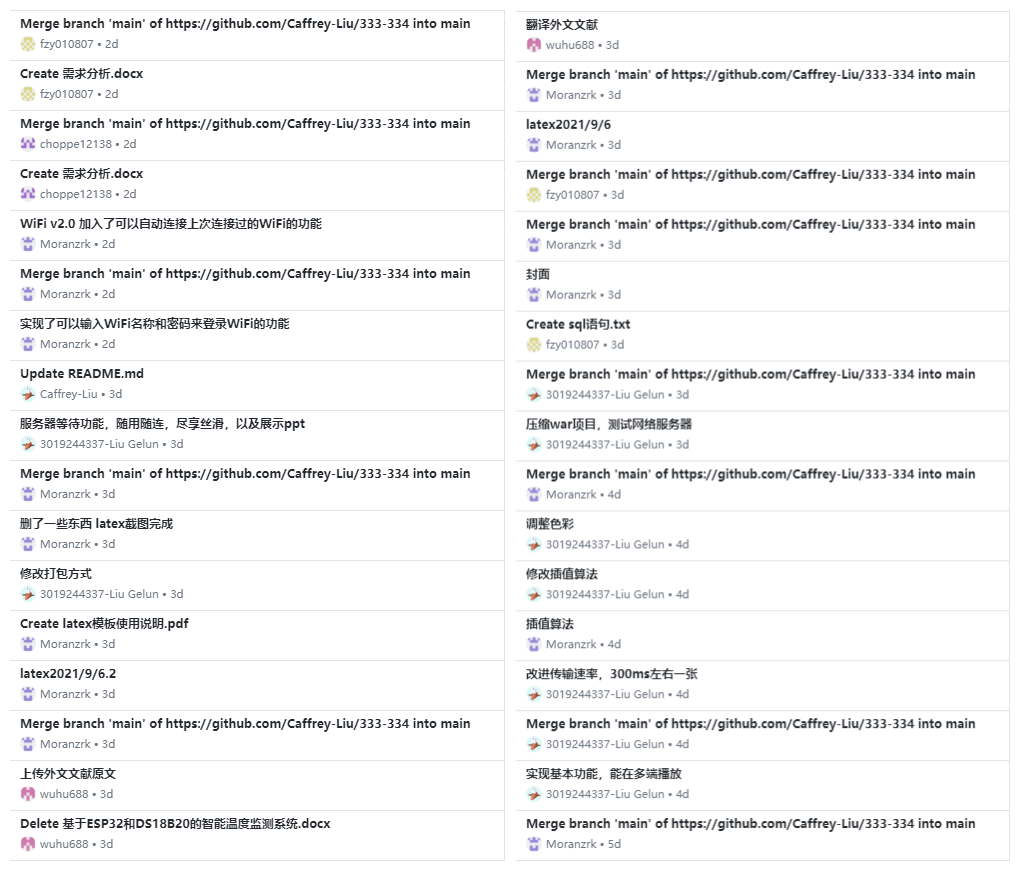 Merge branch 'main' of https://github.com/Caffrey-Liu/333-334 into main
fzy010807 • 2d
Create 需求分析.docx
fzy010807 • 2d
Merge branch 'main' of https://github.com/Caffrey-Liu/333-334 into main
choppe12138 • 2d
Create 需求分析.docx
choppe12138 • 2d
WiFi v2.0 加入了可以自动连接上次连接过的WiFi的功能
Moranzrk • 2d
Merge branch 'main' of https://github.com/Caffrey-Liu/333-334 into main
Moranzrk • 2d
实现了可以输入WiFi名称和密码来登录WiFi的功能
Moranzrk • 2d
Update README.md
Caffrey-Liu • 3d
服务器等待功能，随用随连，尽享丝滑，以及展示ppt
3019244337-Liu Gelun • 3d
Merge branch 'main' of https://github.com/Caffrey-Liu/333-334 into main
Moranzrk • 3d
删了一些东西 latex截图完成
Moranzrk • 3d
修改打包方式
3019244337-Liu Gelun • 3d
Create latex模板使用说明.pdf
Moranzrk • 3d
latex2021/9/6.2
Moranzrk • 3d
Merge branch 'main' of https://github.com/Caffrey-Liu/333-334 into main
Moranzrk • 3d
上传外文文献原文
wuhu688 • 3d
Delete 基于ESP32和DS18B20的智能温度监测系统.docx
wuhu688 • 3d
翻译外文文献
wuhu688 • 3d
Merge branch 'main' of https://github.com/Caffrey-Liu/333-334 into main
Moranzrk • 3d
latex2021/9/6
Moranzrk • 3d
Merge branch 'main' of https://github.com/Caffrey-Liu/333-334 into main
fzy010807 • 3d
Merge branch 'main' of https://github.com/Caffrey-Liu/333-334 into main
Moranzrk • 3d
封面
Moranzrk • 3d
Create sql语句.txt
fzy010807 • 3d
Merge branch 'main' of https://github.com/Caffrey-Liu/333-334 into main
3019244337-Liu Gelun • 3d
压缩war项目，测试网络服务器
3019244337-Liu Gelun • 3d
Merge branch 'main' of https://github.com/Caffrey-Liu/333-334 into main
Moranzrk • 4d
调整色彩
3019244337-Liu Gelun • 4d
修改插值算法
3019244337-Liu Gelun • 4d
插值算法
Moranzrk • 4d
改进传输速率，300ms左右一张
3019244337-Liu Gelun • 4d
Merge branch 'main' of https://github.com/Caffrey-Liu/333-334 into main
3019244337-Liu Gelun • 4d
实现基本功能，能在多端播放
3019244337-Liu Gelun • 4d
Merge branch 'main' of https://github.com/Caffrey-Liu/333-334 into main
Moranzrk • 5d